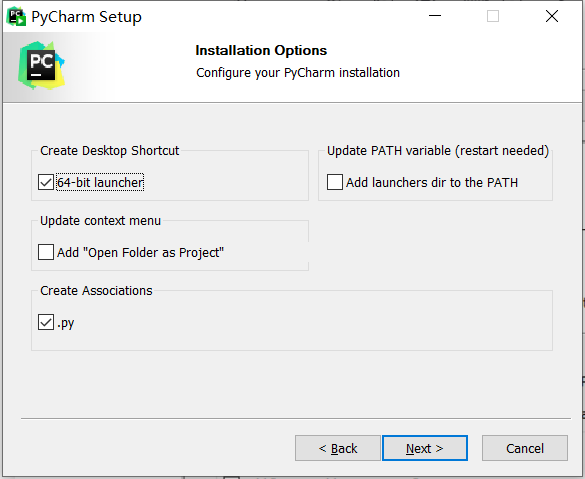 PyCharm Setup
PC
Installation Options
Configure your PyCharm installation
Create Desktop Shortcut
64-bit launcher
Update PATH variable (restart needed)
Add launchers dir to the PATH
Update context menu
Add "Open Folder as Project"
Create Associations
.py
< Back
Next >
Cancel